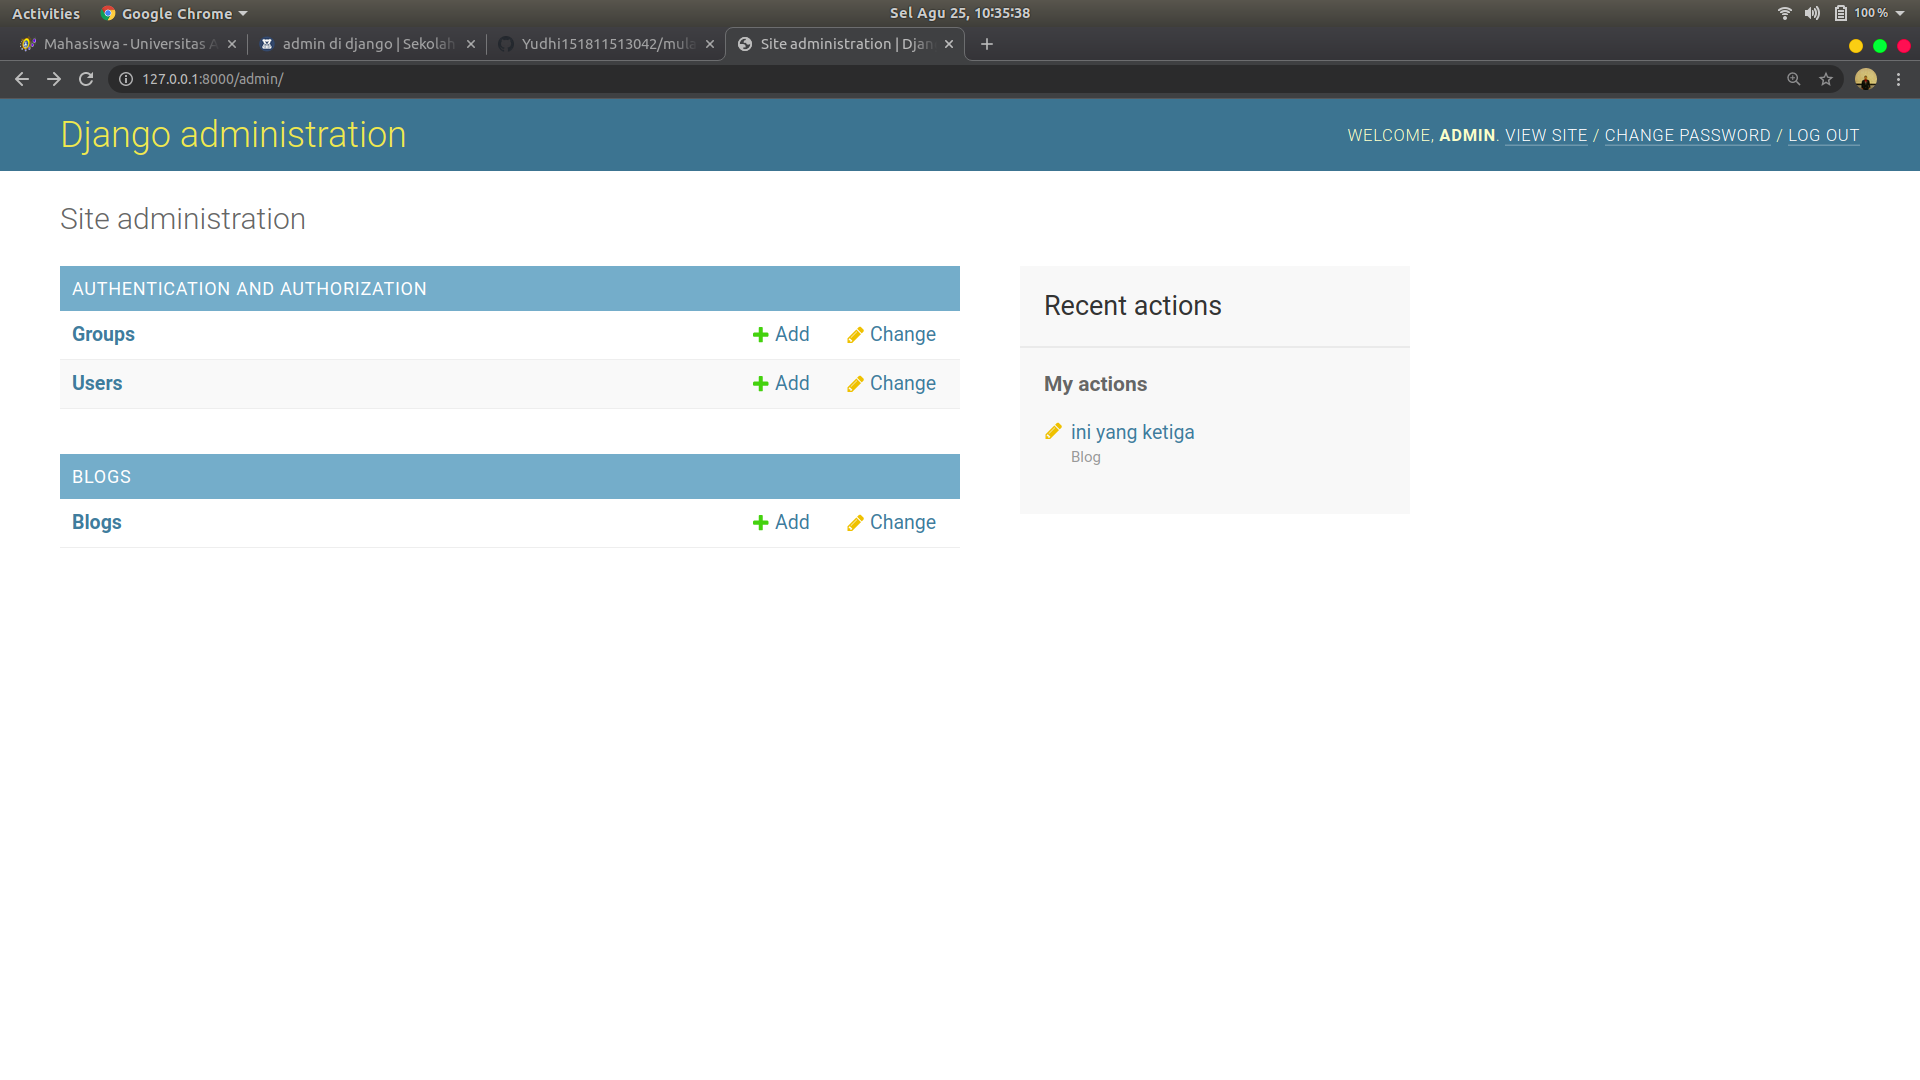 Activities Google Chrome Sel Agu 25, 10:35:38 100 %
Mahasiswa - Universitas A admin di django | Sekolah Yudhi151811513042/mula Site administration | Djan
127.0.0.1:8000/admin/
Django administration WELCOME, ADMIN. VIEW SITE / CHANGE PASSWORD / LOG OUT
Site administration
AUTHENTICATION AND AUTHORIZATION
Groups Add Change
Users Add Change
BLOGS
Blogs Add Change
Recent actions
My actions
ini yang ketiga
Blog